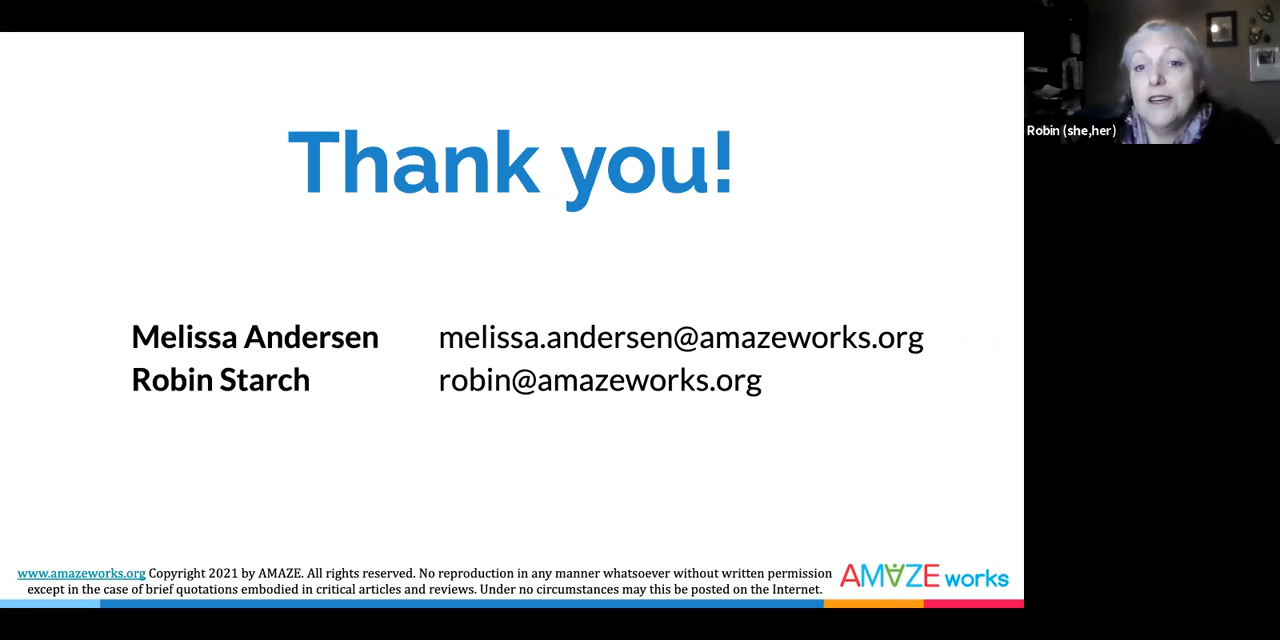 Thank you!
Robin (she,her)
Melissa Andersen melissa.andersen@amazeworks.org
Robin Starch robin@amazeworks.org
www.amazeworks.org Copyright 2021 by AMAZE. All rights reserved. No reproduction in any manner whatsoever without written permission
except in the case of brief quotations embodied in critical articles and reviews. Under no circumstances may this be posted on the Internet.
AMAZE works